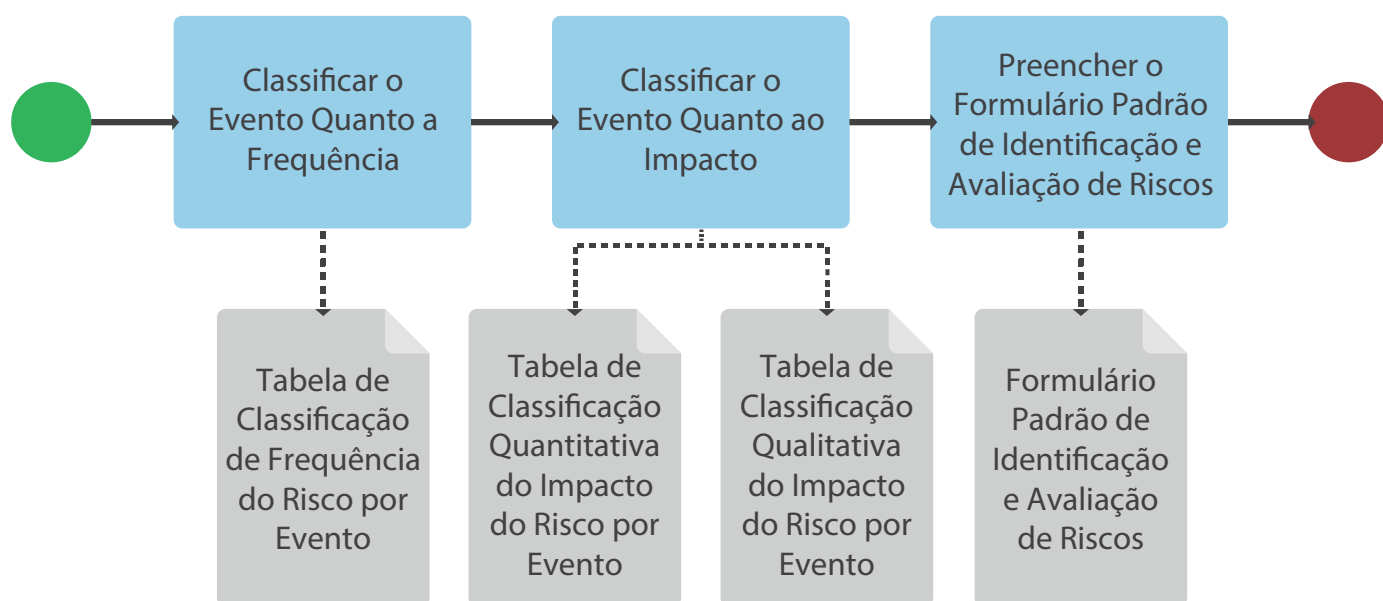 Classificar o
Evento Quanto a
Frequência
Classificar o
Evento Quanto ao
Impacto
Preencher o
Formulário Padrão
de Identificação e
Avaliação de Riscos
Tabela de
Classificação
de Frequência
do Risco por
Evento
Tabela de
Classificação
Quantitativa
do Impacto
do Risco por
Evento
Tabela de
Classificação
Qualitativa
do Impacto
do Risco por
Evento
Formulário
Padrão de
Identificação
e Avaliação
de Riscos